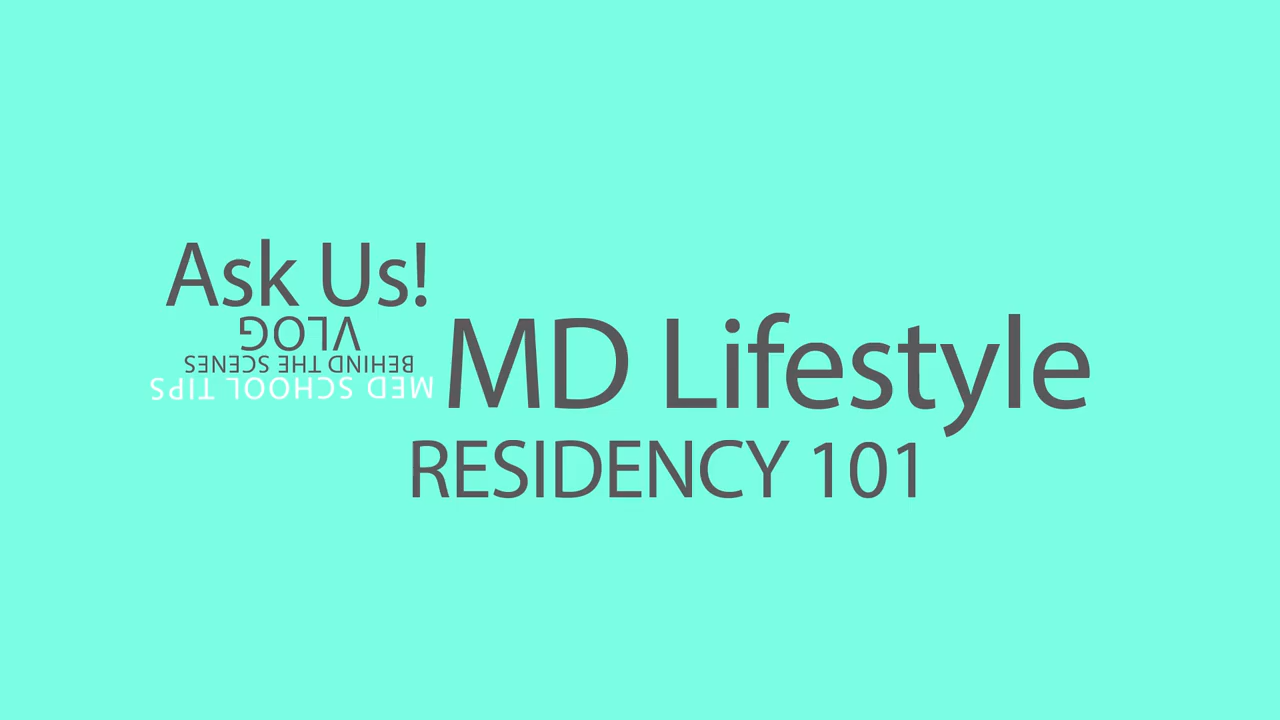 Ask Us!
VLOG
BEHIND THE SCENES
MED SCHOOL TIPS
MD Lifestyle
RESIDENCY 101